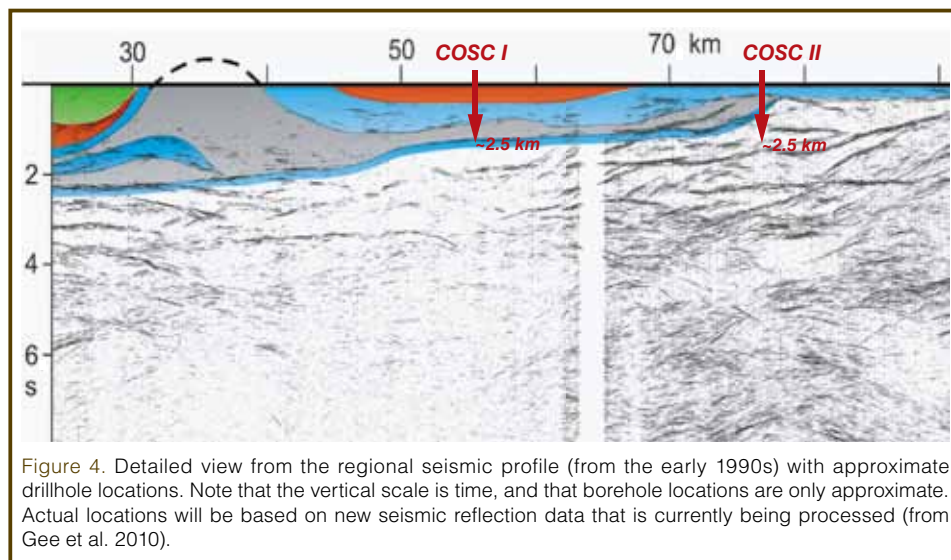 30 50 COSC I 70 km COSC II
~2.5 km ~2.5 km
2
4
6
s
Figure 4. Detailed view from the regional seismic profile (from the early 1990s) with approximate
drillhole locations. Note that the vertical scale is time, and that borehole locations are only approximate.
Actual locations will be based on new seismic reflection data that is currently being processed (from
Gee et al. 2010).